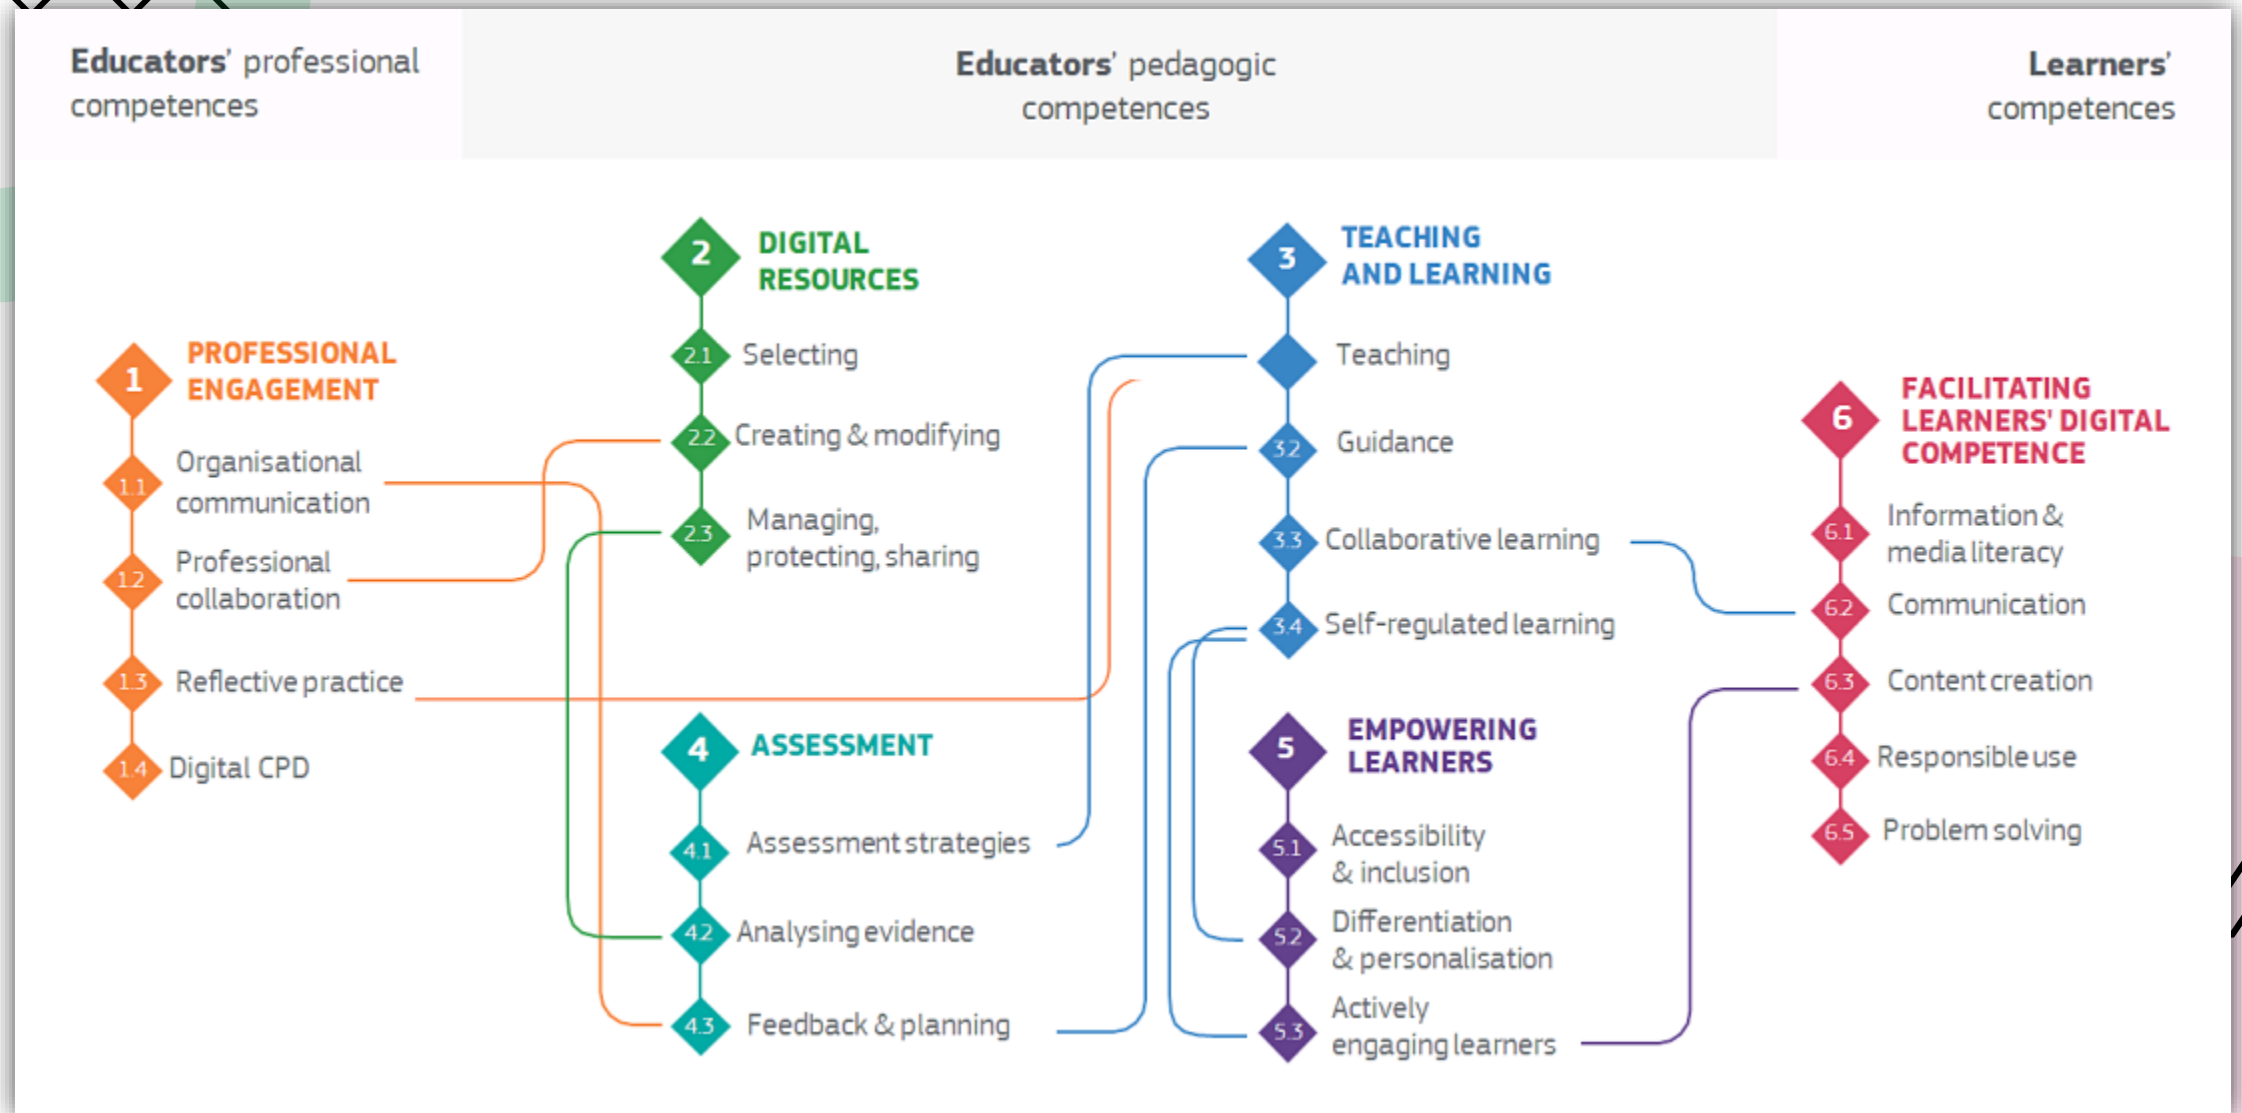 Educators' professional
competences
Educators' pedagogic
competences
Learners'
competences
1
PROFESSIONAL
ENGAGEMENT
1.1
Organisational
communication
1.2
Professional
collaboration
1.3
Reflective practice
1.4
Digital CPD
2
DIGITAL
RESOURCES
2.1
Selecting
2.2
Creating & modifying
2.3
Managing,
protecting, sharing
3
TEACHING
AND LEARNING
Teaching
3.2
Guidance
3.3
Collaborative learning
3.4
Self-regulated learning
4
ASSESSMENT
4.1
Assessment strategies
4.2
Analysing evidence
4.3
Feedback & planning
5
EMPOWERING
LEARNERS
5.1
Accessibility
& inclusion
5.2
Differentiation
& personalisation
5.3
Actively
engaging learners
6
FACILITATING
LEARNERS' DIGITAL
COMPETENCE
6.1
Information &
media literacy
6.2
Communication
6.3
Content creation
6.4
Responsible use
6.5
Problem solving